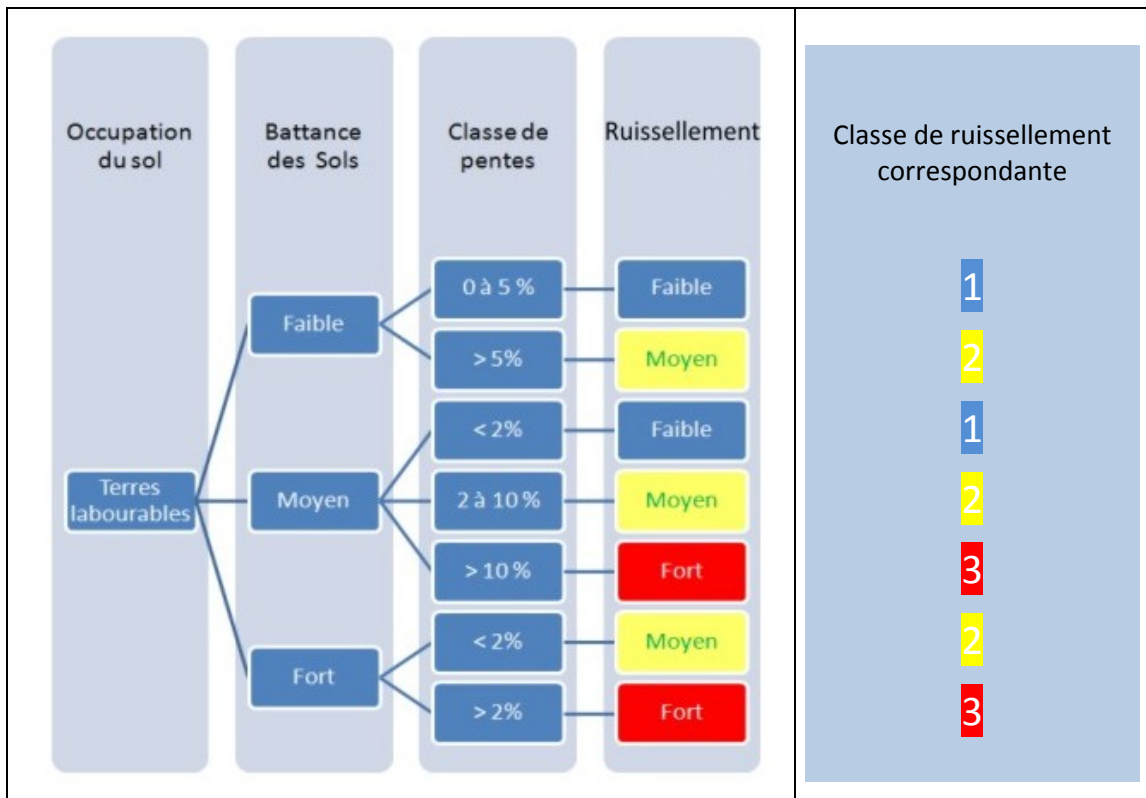 Occupation
du sol
Battance
des Sols
Classe de
pentes
Ruissellement
Classe de ruissellement
correspondante
Terres
labourables
Faible
0 à 5 %
Faible
1
> 5%
Moyen
2
Moyen
< 2%
Faible
1
2 à 10 %
Moyen
2
> 10 %
Fort
3
Fort
< 2%
Moyen
2
> 2%
Fort
3